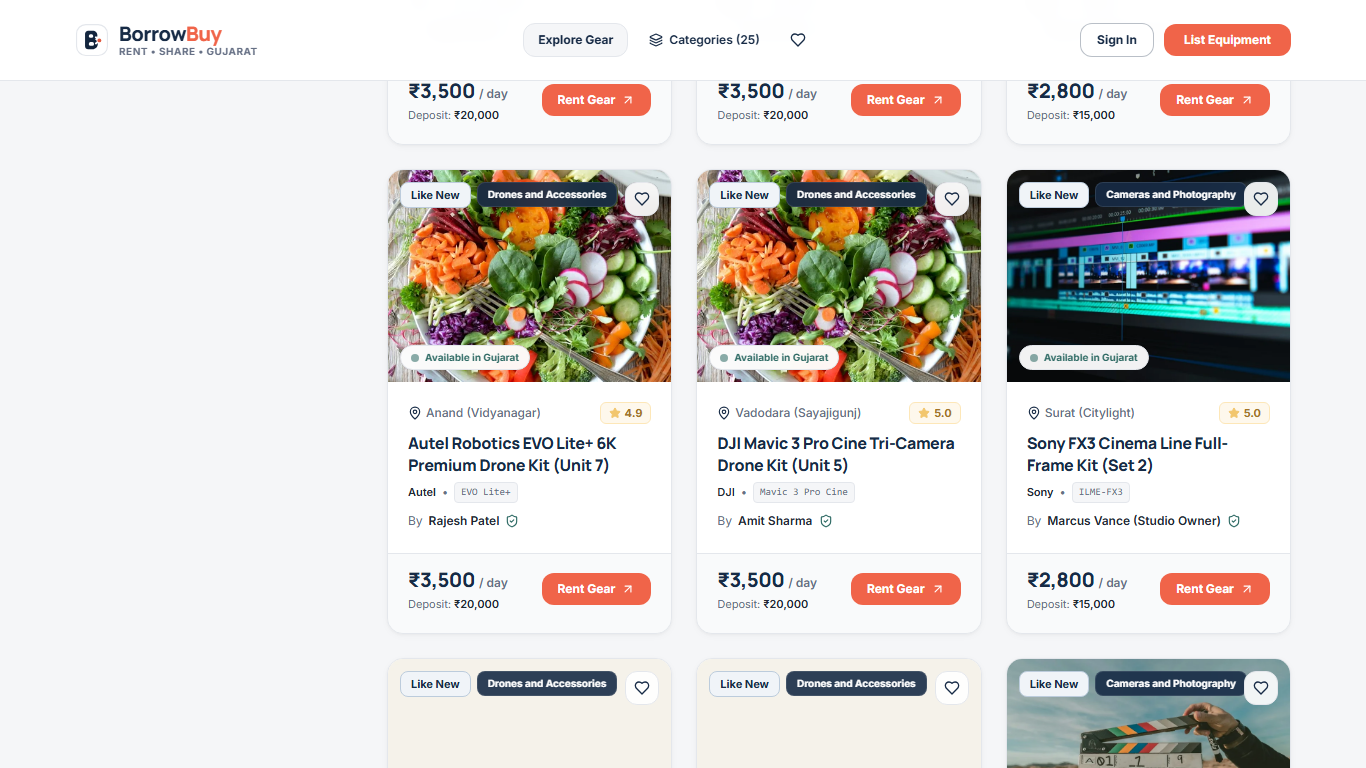 BorrowBuy
RENT • SHARE • GUJARAT
Explore Gear
Categories (25)
Sign In
List Equipment
₹3,500 / day
Deposit: ₹20,000
Rent Gear
₹3,500 / day
Deposit: ₹20,000
Rent Gear
₹2,800 / day
Deposit: ₹15,000
Rent Gear
Like New
Drones and Accessories
Available in Gujarat
Anand (Vidyanagar)
4.9
Autel Robotics EVO Lite+ 6K
Premium Drone Kit (Unit 7)
Autel • EVO Lite+
By Rajesh Patel
₹3,500 / day
Deposit: ₹20,000
Rent Gear
Like New
Drones and Accessories
Available in Gujarat
Vadodara (Sayajigunj)
5.0
DJI Mavic 3 Pro Cine Tri-Camera
Drone Kit (Unit 5)
DJI • Mavic 3 Pro Cine
By Amit Sharma
₹3,500 / day
Deposit: ₹20,000
Rent Gear
Like New
Cameras and Photography
Available in Gujarat
Surat (Citylight)
5.0
Sony FX3 Cinema Line Full-
Frame Kit (Set 2)
Sony • ILME-FX3
By Marcus Vance (Studio Owner)
₹2,800 / day
Deposit: ₹15,000
Rent Gear
Like New
Drones and Accessories
Like New
Drones and Accessories
Like New
Cameras and Photography